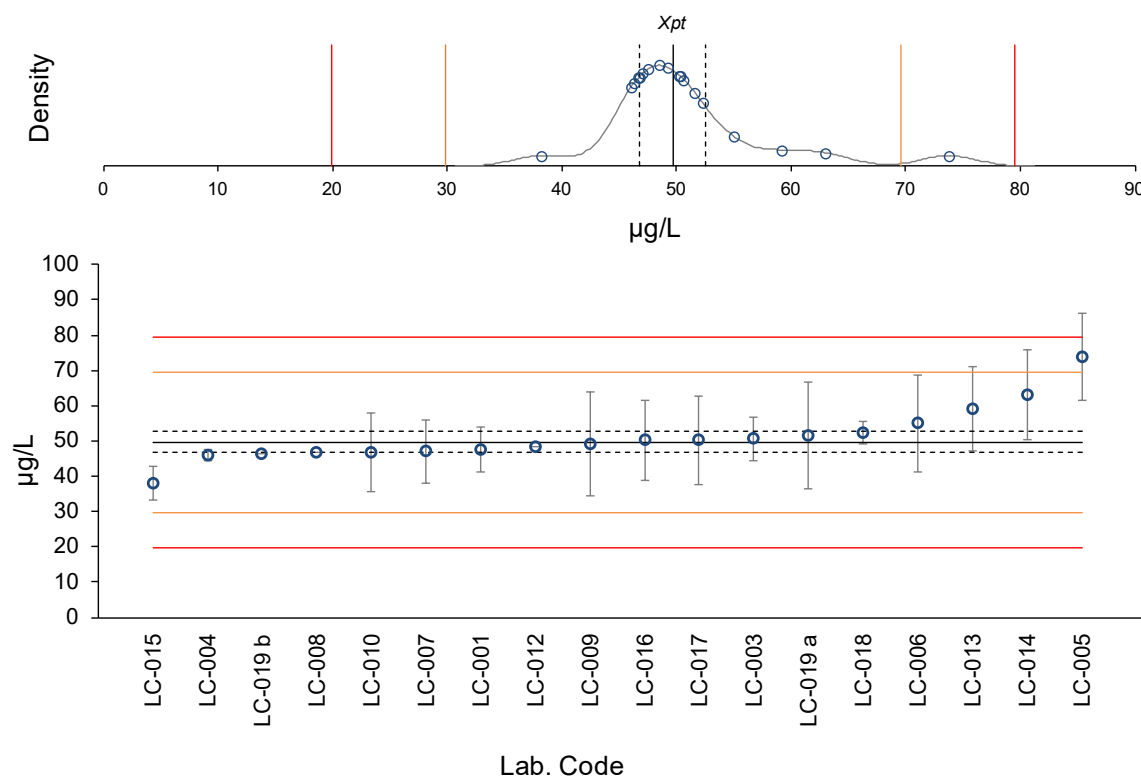 Xpt
Density
0 10 20 30 40 50 60 70 80 90
µg/L
100
90
80
70
60
50
40
30
20
10
0
µg/L
LC-015
LC-004
LC-019 b
LC-008
LC-010
LC-007
LC-001
LC-012
LC-009
LC-016
LC-017
LC-003
LC-019 a
LC-018
LC-006
LC-013
LC-014
LC-005
Lab. Code